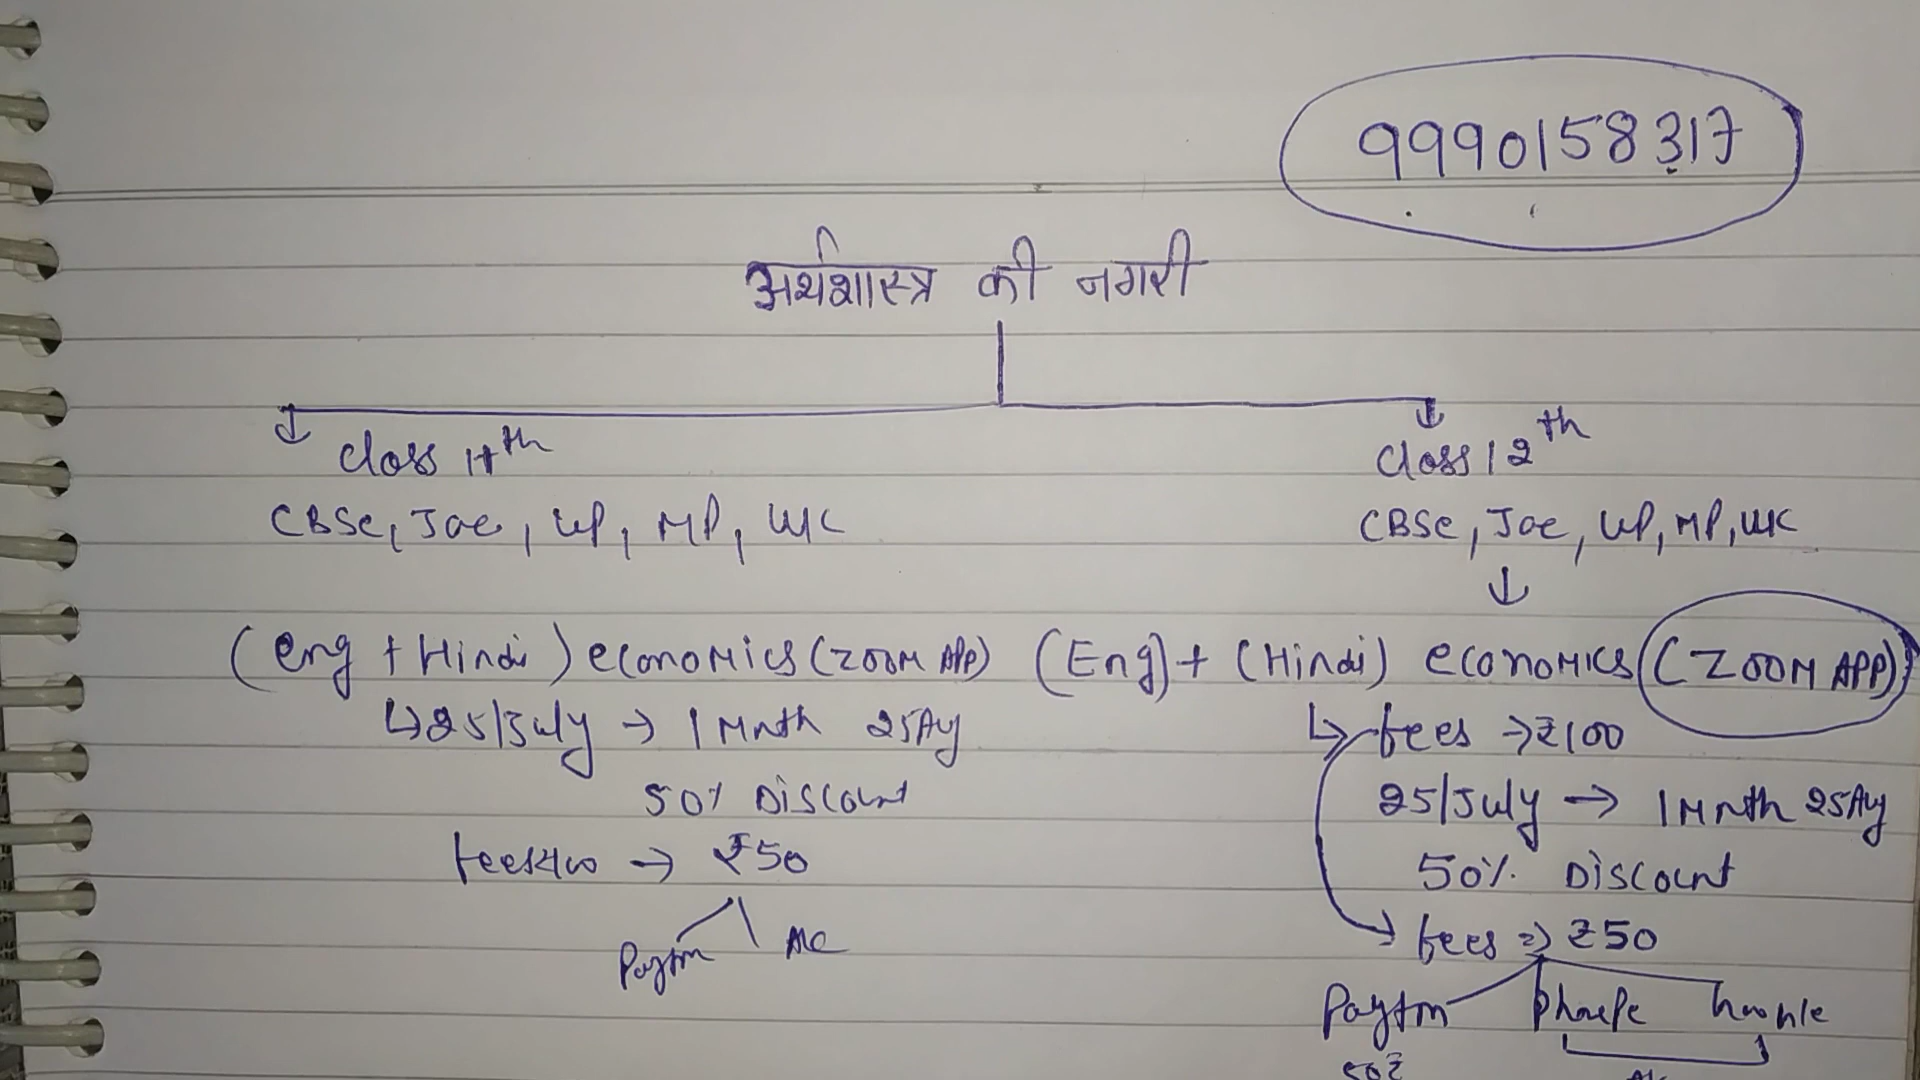 9990158317
अर्थशास्त्र की नगरी
Class 11th
CBSE, Jac, UP, MP, UK
(Eng + Hindi) economics (ZOOM APP)
25/July → 1 Mnth 25 Aug
50% Discount
fees → ₹50
Paytm
Class 12th
CBSE, Jac, UP, MP, UK
(Eng) + (Hindi) economics (ZOOM APP)
fees → ₹100
25/July → 1 Mnth 25 Aug
50% Discount
fees ⇒ ₹50
Paytm Phonepe
50₹